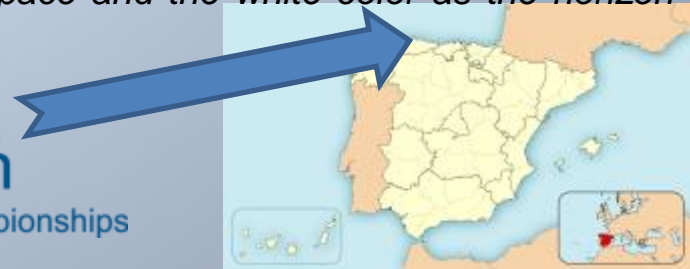 pace and the white color as the horizon
pionships